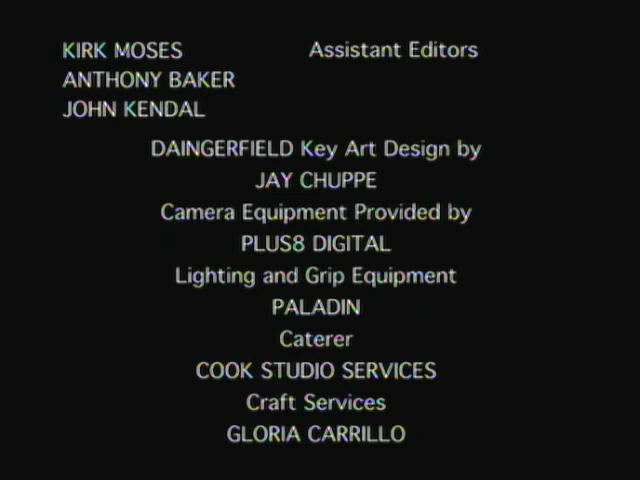 KIRK MOSES Assistant Editors
ANTHONY BAKER
JOHN KENDAL
DAINGERFIELD Key Art Design by
JAY CHUPPE
Camera Equipment Provided by
PLUS8 DIGITAL
Lighting and Grip Equipment
PALADIN
Caterer
COOK STUDIO SERVICES
Craft Services
GLORIA CARRILLO